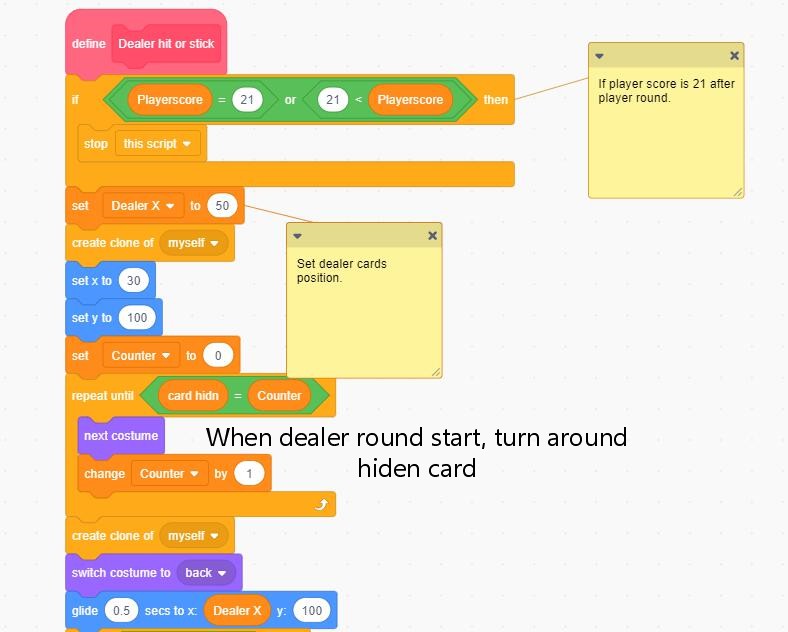 define Dealer hit or stick
if Playerscore = 21 or 21 < Playerscore then
If player score is 21 after
player round.
stop this script
set Dealer X to 50
create clone of myself
Set dealer cards
position.
set x to 30
set y to 100
set Counter to 0
repeat until card hidn = Counter
next costume
When dealer round start, turn around
hiden card
change Counter by 1
create clone of myself
switch costume to back
glide 0.5 secs to x: Dealer X y: 100